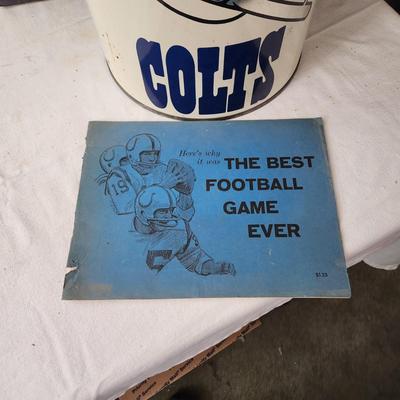 COLTS
Here's why
it was
THE BEST
FOOTBALL
GAME
EVER
19
$1.25